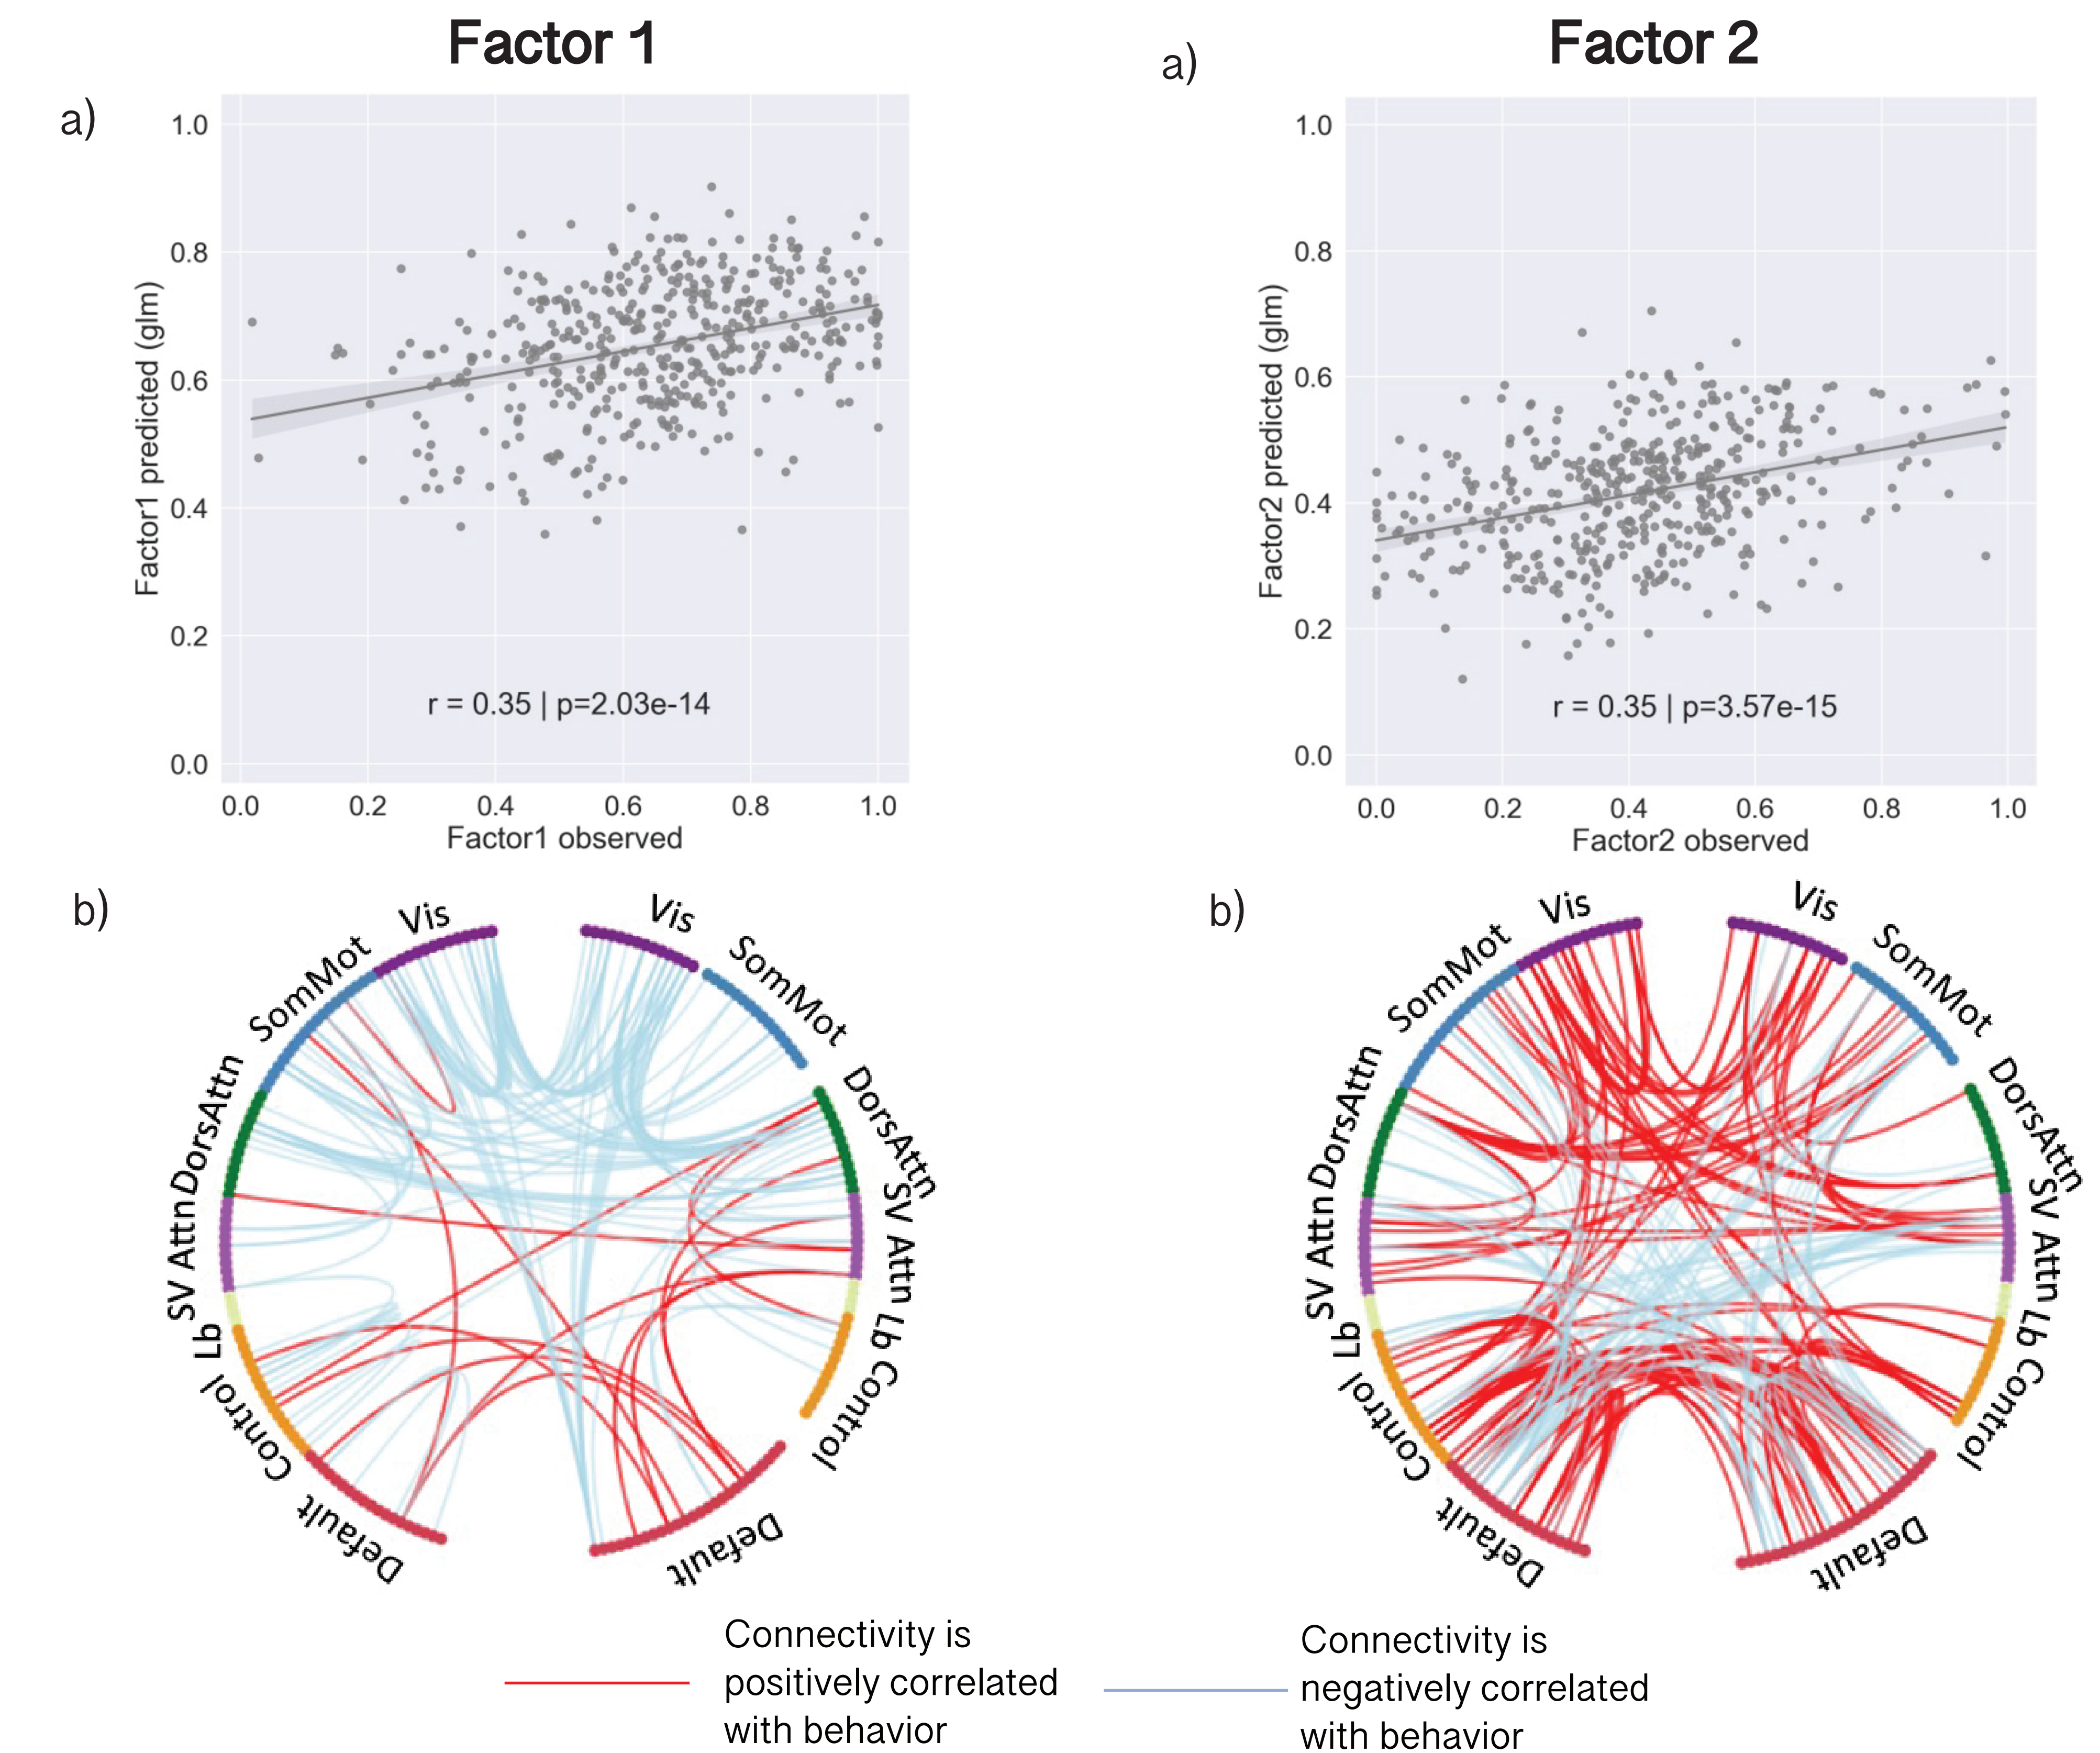 Factor 1
Factor 2
a)
1.0
0.8
0.6
0.4
0.2
0.0
Factor1 predicted (glm)
r = 0.35 | p=2.03e-14
0.0 0.2 0.4 0.6 0.8 1.0
Factor1 observed
a)
1.0
0.8
0.6
0.4
0.2
0.0
Factor2 predicted (glm)
r = 0.35 | p=3.57e-15
0.0 0.2 0.4 0.6 0.8 1.0
Factor2 observed
b)
Vis
SomMot
DorsAttn
SV Attn
Lb
Control
Default
Vis
SomMot
DorsAttn
SV Attn
Lb
Control
Default
b)
Vis
SomMot
DorsAttn
SV Attn
Lb
Control
Default
Vis
SomMot
DorsAttn
SV Attn
Lb
Control
Default
Connectivity is
positively correlated
with behavior
Connectivity is
negatively correlated
with behavior